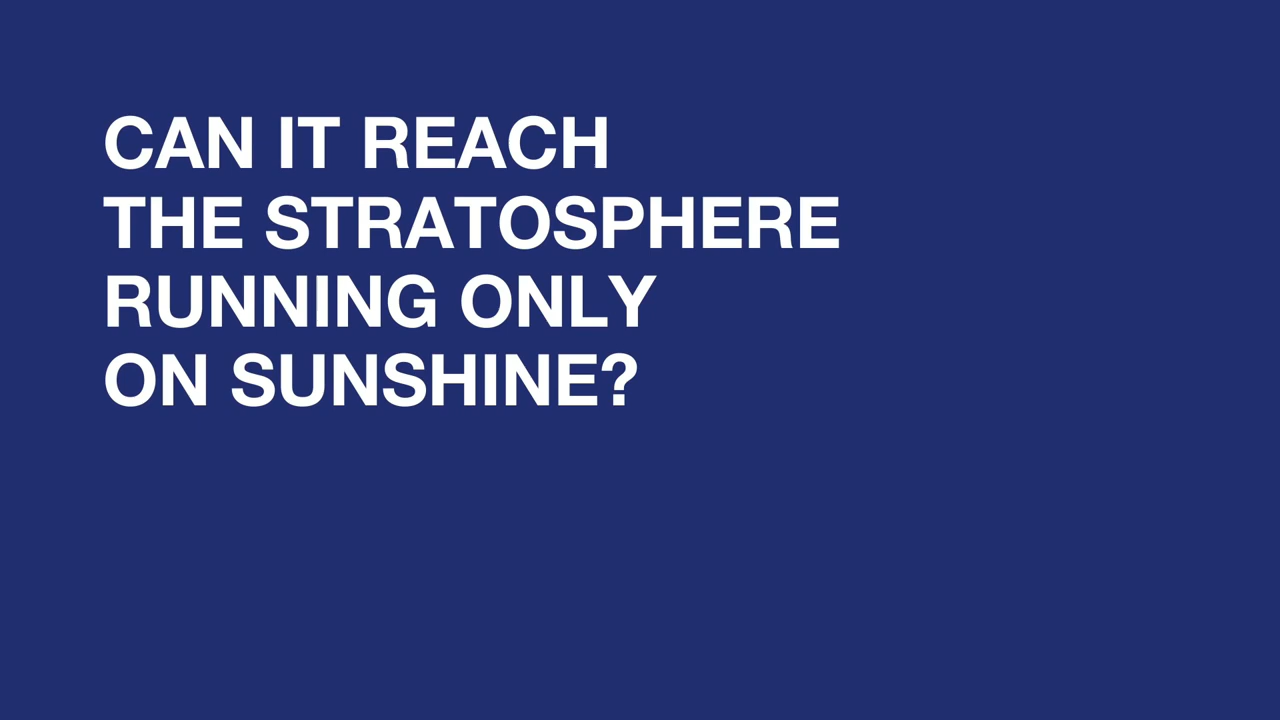 CAN IT REACH
THE STRATOSPHERE
RUNNING ONLY
ON SUNSHINE?